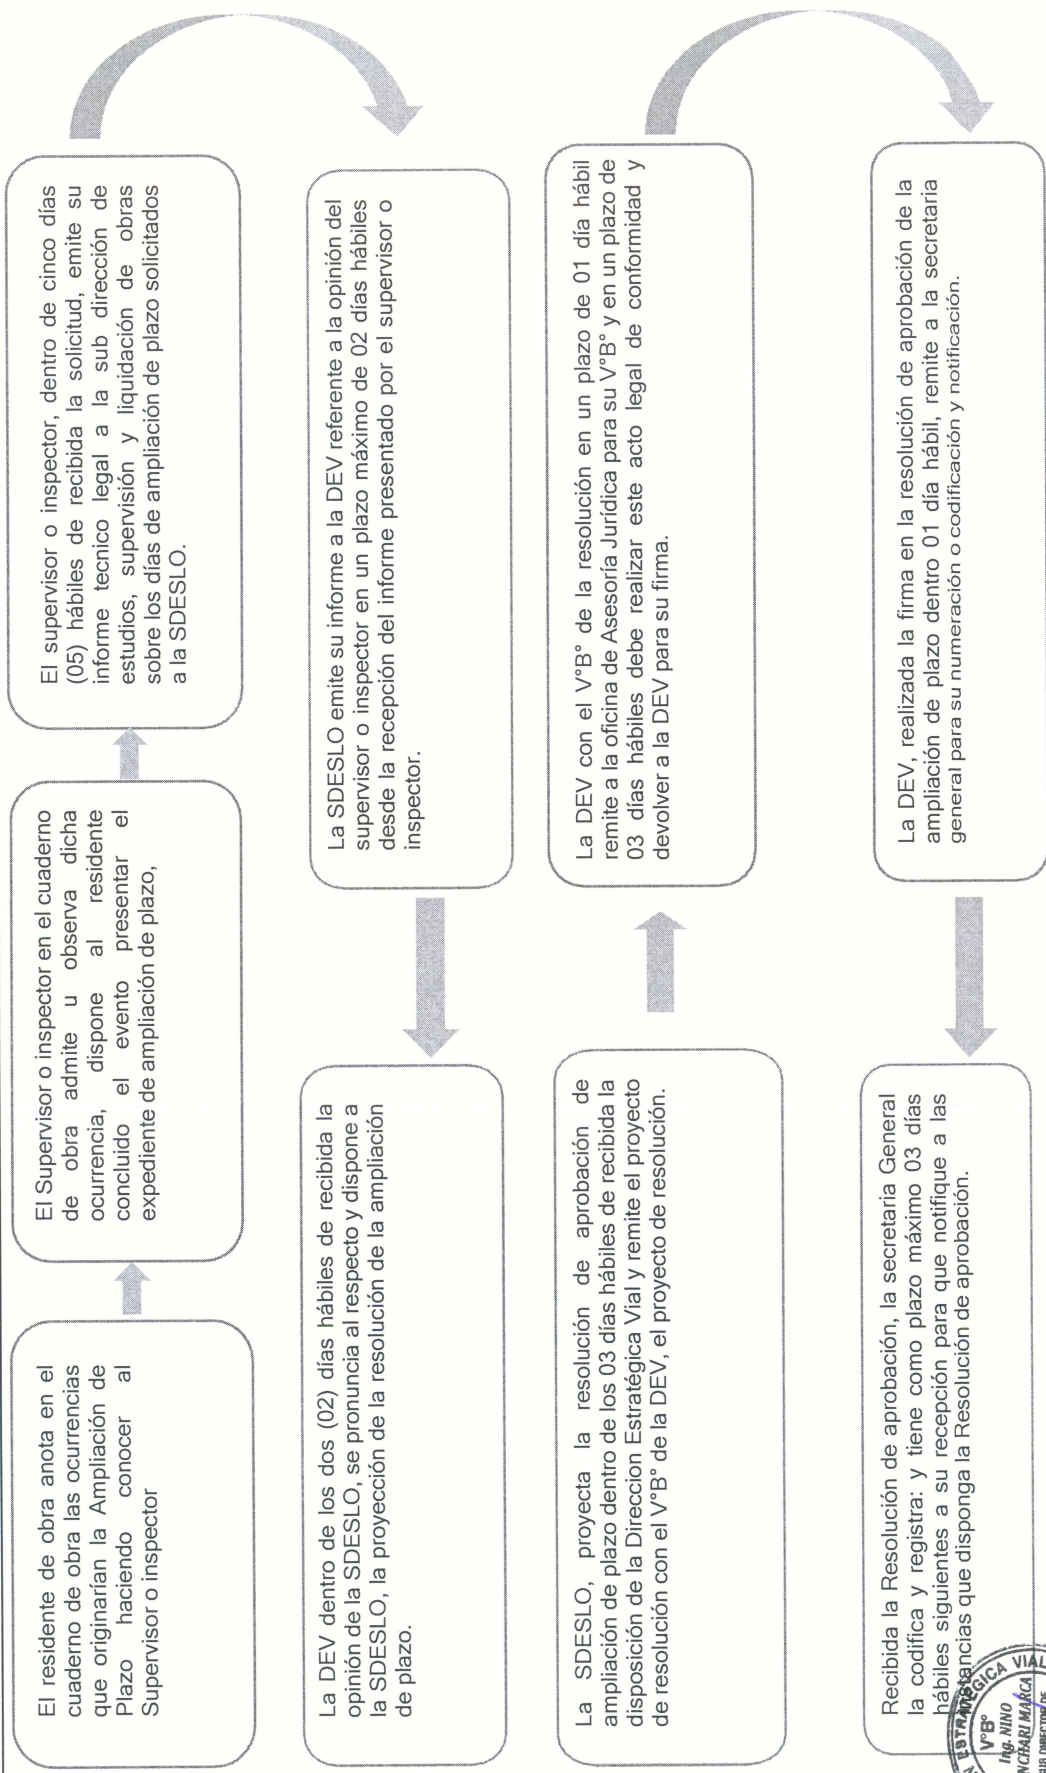 El residente de obra anota en el
cuaderno de obra las ocurrencias
que originarían la Ampliación de
Plazo haciendo conocer al
Supervisor o inspector
El Supervisor o inspector en el cuaderno
de obra admite u observa dicha
ocurrencia, dispone al residente
concluido el evento presentar el
expediente de ampliación de plazo,
El supervisor o inspector, dentro de cinco días
(05) hábiles de recibida la solicitud, emite su
informe tecnico legal a la sub dirección de
estudios, supervisión y liquidación de obras
sobre los días de ampliación de plazo solicitados
a la SDESLO.
La SDESLO emite su informe a la DEV referente a la opinión del
supervisor o inspector en un plazo máximo de 02 días hábiles
desde la recepción del informe presentado por el supervisor o
inspector.
La DEV dentro de los dos (02) días hábiles de recibida la
opinión de la SDESLO, se pronuncia al respecto y dispone a
la SDESLO, la proyección de la resolución de la ampliación
de plazo.
La SDESLO, proyecta la resolución de aprobación de
ampliación de plazo dentro de los 03 días hábiles de recibida la
disposición de la Direccion Estratégica Vial y remite el proyecto
de resolución con el V°B° de la DEV, el proyecto de resolución.
La DEV con el V°B° de la resolución en un plazo de 01 día hábil
remite a la oficina de Asesoría Jurídica para su V°B° y en un plazo de
03 días hábiles debe realizar este acto legal de conformidad y
devolver a la DEV para su firma.
La DEV, realizada la firma en la resolución de aprobación de la
ampliación de plazo dentro 01 día hábil, remite a la secretaria
general para su numeración o codificación y notificación.
Recibida la Resolución de aprobación, la secretaria General
la codifica y registra: y tiene como plazo máximo 03 días
hábiles siguientes a su recepción para que notifique a las
instancias que disponga la Resolución de aprobación.
ESTRATEGICA VIAL
V°B°
Ing. NINO
NCHARI MARCA
SUB DIRECTOR DE